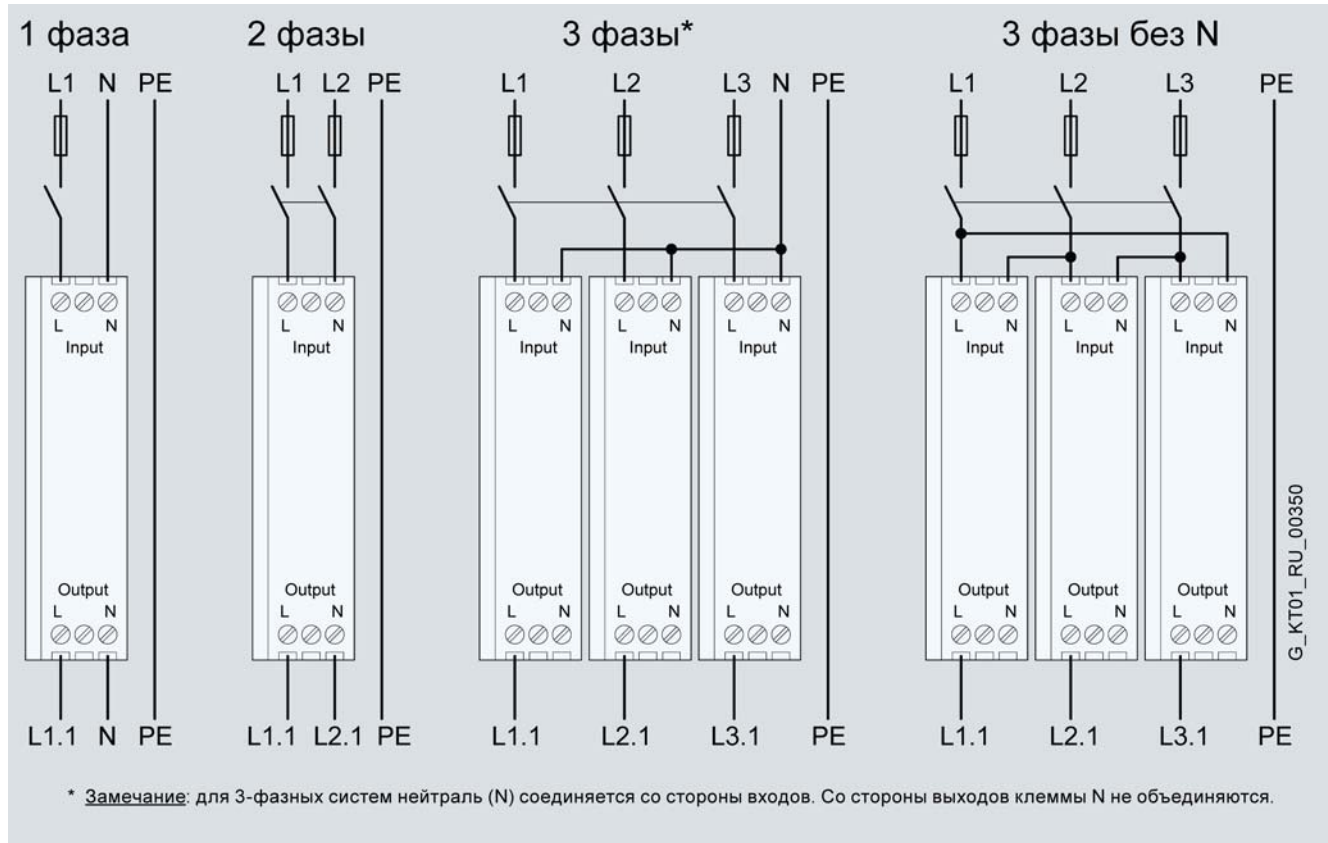 1 фаза 2 фазы 3 фазы* 3 фазы без N
L1 N PE L1 L2 PE L1 L2 L3 N PE L1 L2 L3 PE
L N L N L N L N L N L N L N L N
Input Input Input Input Input Input Input Input
Output Output Output Output Output Output Output Output
L N L N L N L N L N L N L N L N
L1.1 N PE L1.1 L2.1 PE L1.1 L2.1 L3.1 PE L1.1 L2.1 L3.1 PE
G_KT01_RU_00350
* Замечание: для 3-фазных систем нейтраль (N) соединяется со стороны входов. Со стороны выходов клеммы N не объединяются.